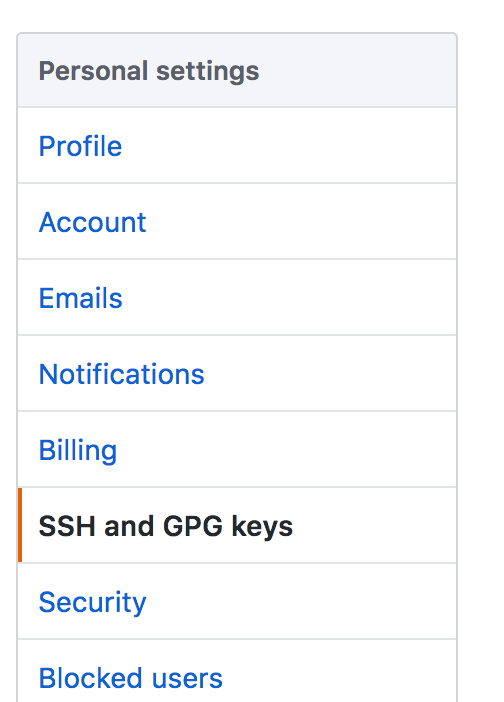 Personal settings
Profile
Account
Emails
Notifications
Billing
SSH and GPG keys
Security
Blocked users